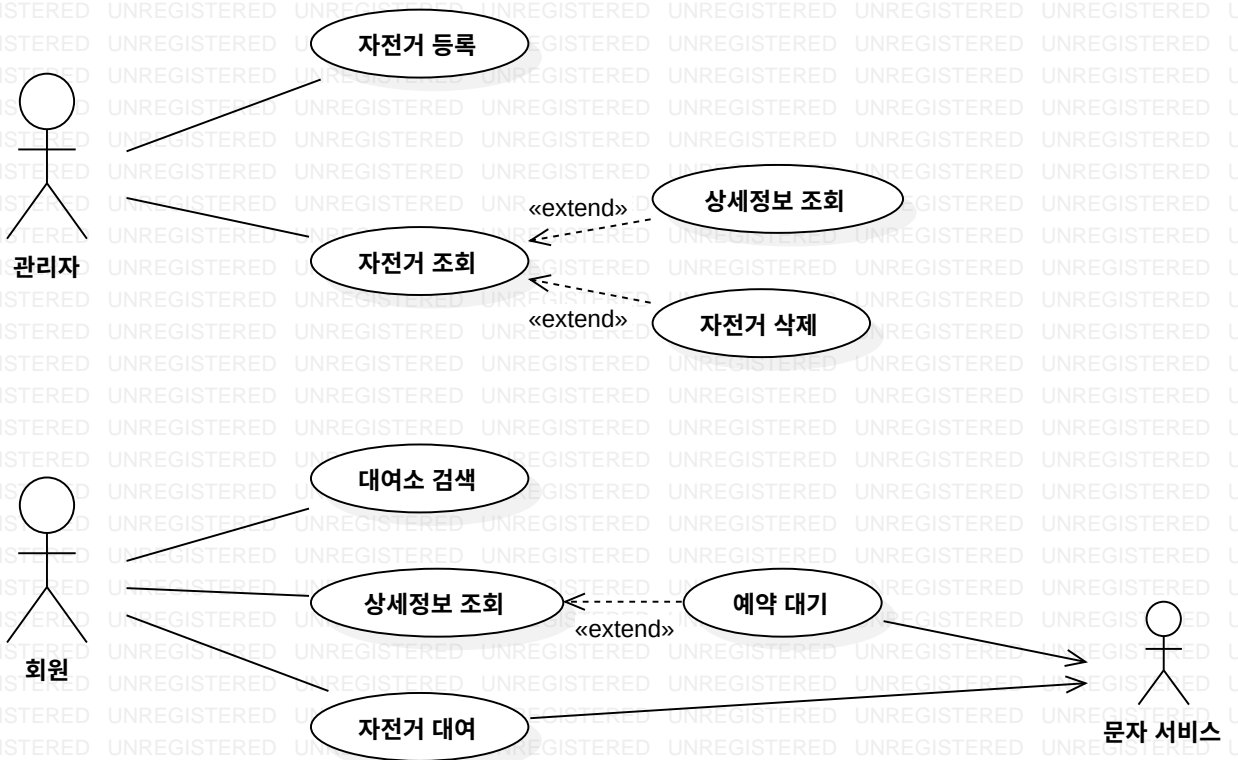 자전거 등록
관리자
«extend»
상세정보 조회
자전거 조회
«extend»
자전거 삭제
대여소 검색
회원
상세정보 조회
«extend»
예약 대기
자전거 대여
문자 서비스
UNREGISTERED